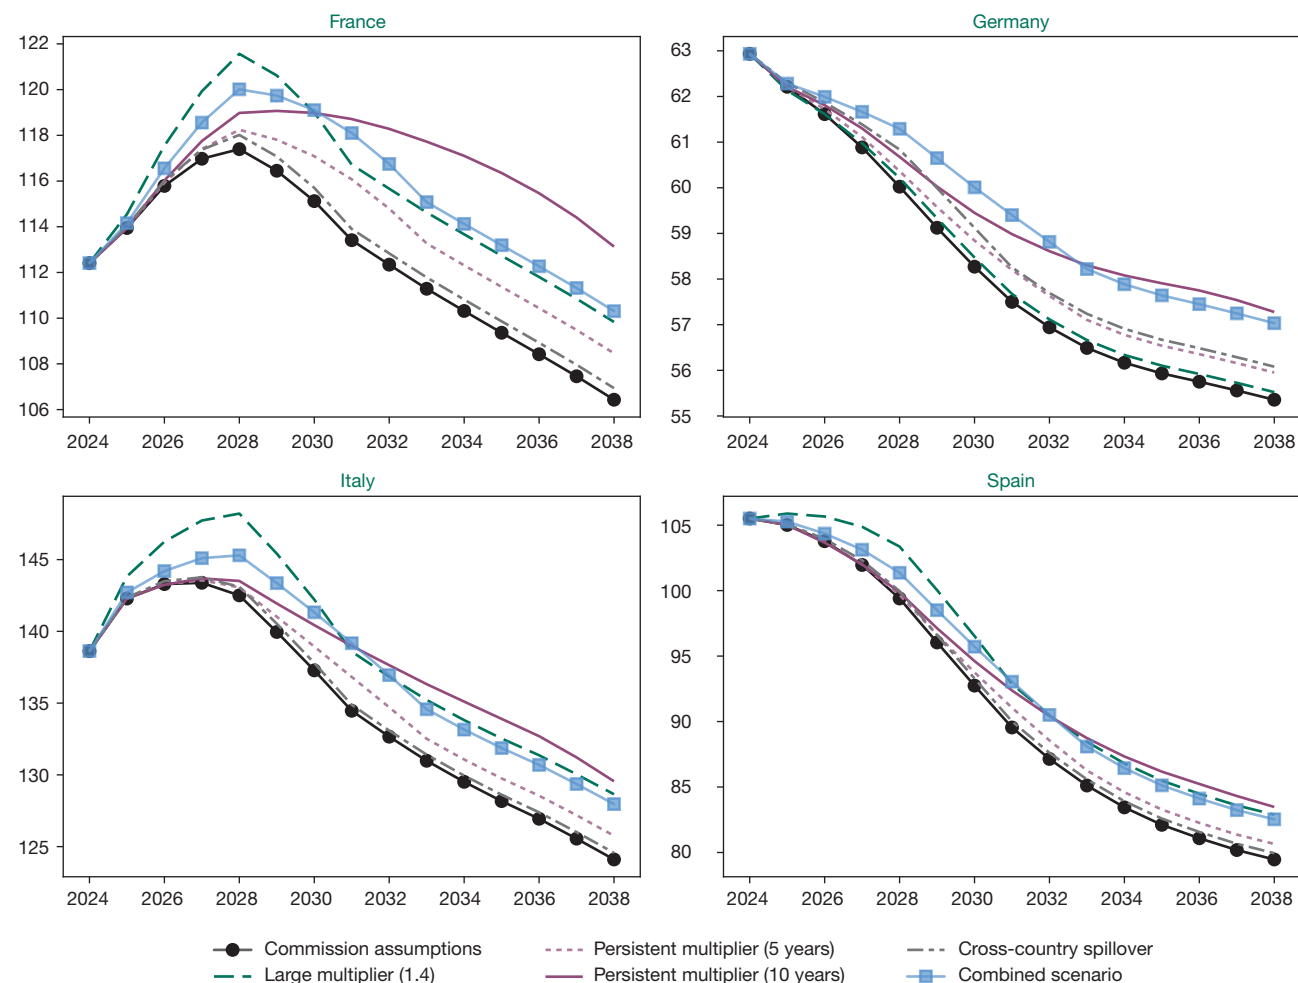 France
122
120
118
116
114
112
110
108
106
2024 2026 2028 2030 2032 2034 2036 2038
Germany
63
62
61
60
59
58
57
56
55
2024 2026 2028 2030 2032 2034 2036 2038
Italy
145
140
135
130
125
2024 2026 2028 2030 2032 2034 2036 2038
Spain
105
100
95
90
85
80
2024 2026 2028 2030 2032 2034 2036 2038
Commission assumptions
Large multiplier (1.4)
Persistent multiplier (5 years)
Persistent multiplier (10 years)
Cross-country spillover
Combined scenario